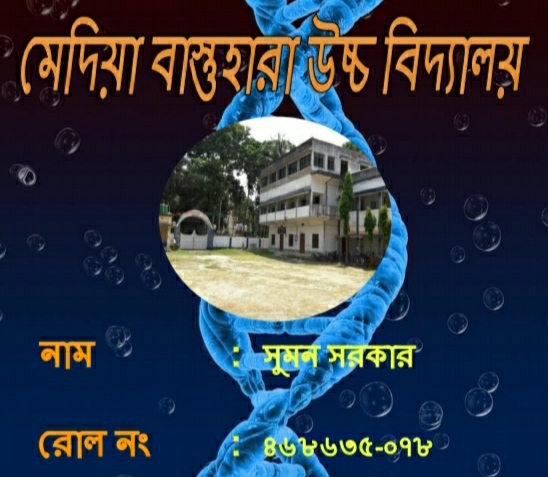 মেদিয়া বাস্তুহারা উচ্চ বিদ্যালয়
নাম : সুমন সরকার
রোল নং : ৪৬৮৬৩৫-০৭৮